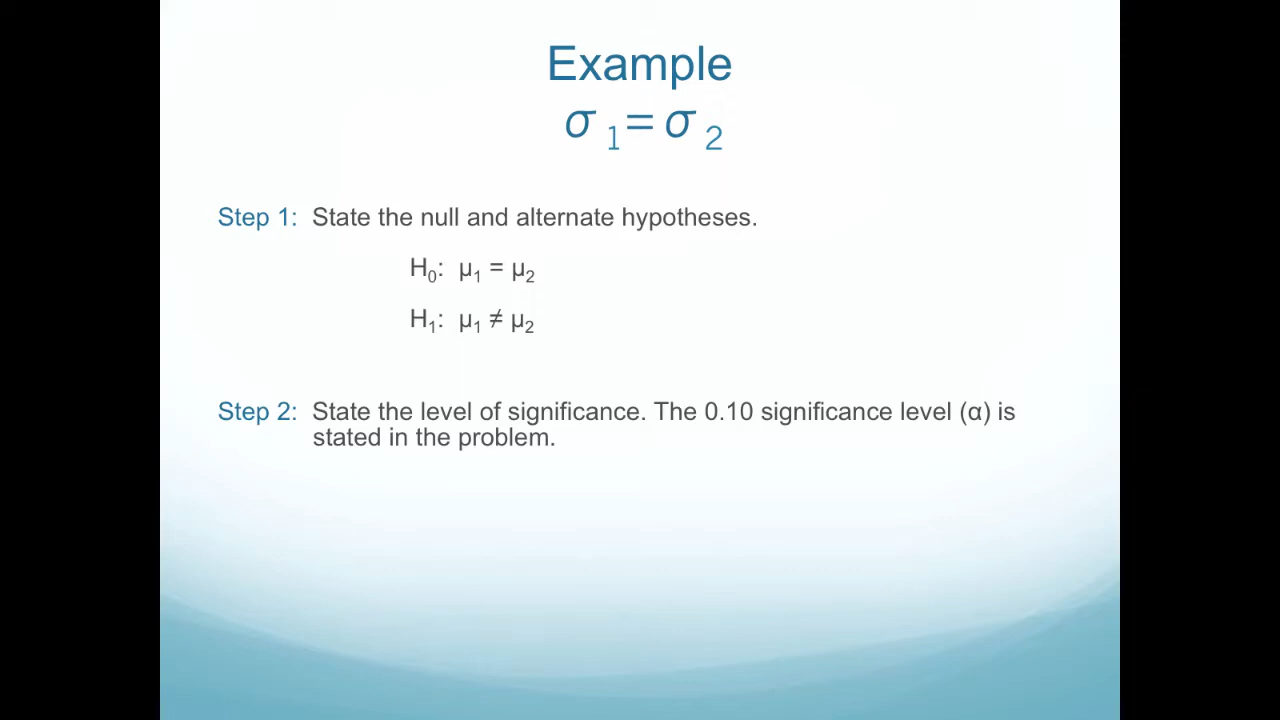 Example
σ ₁= σ ₂
Step 1: State the null and alternate hypotheses.
H₀: μ₁ = μ₂
H₁: μ₁ ≠ μ₂
Step 2: State the level of significance. The 0.10 significance level (α) is
stated in the problem.